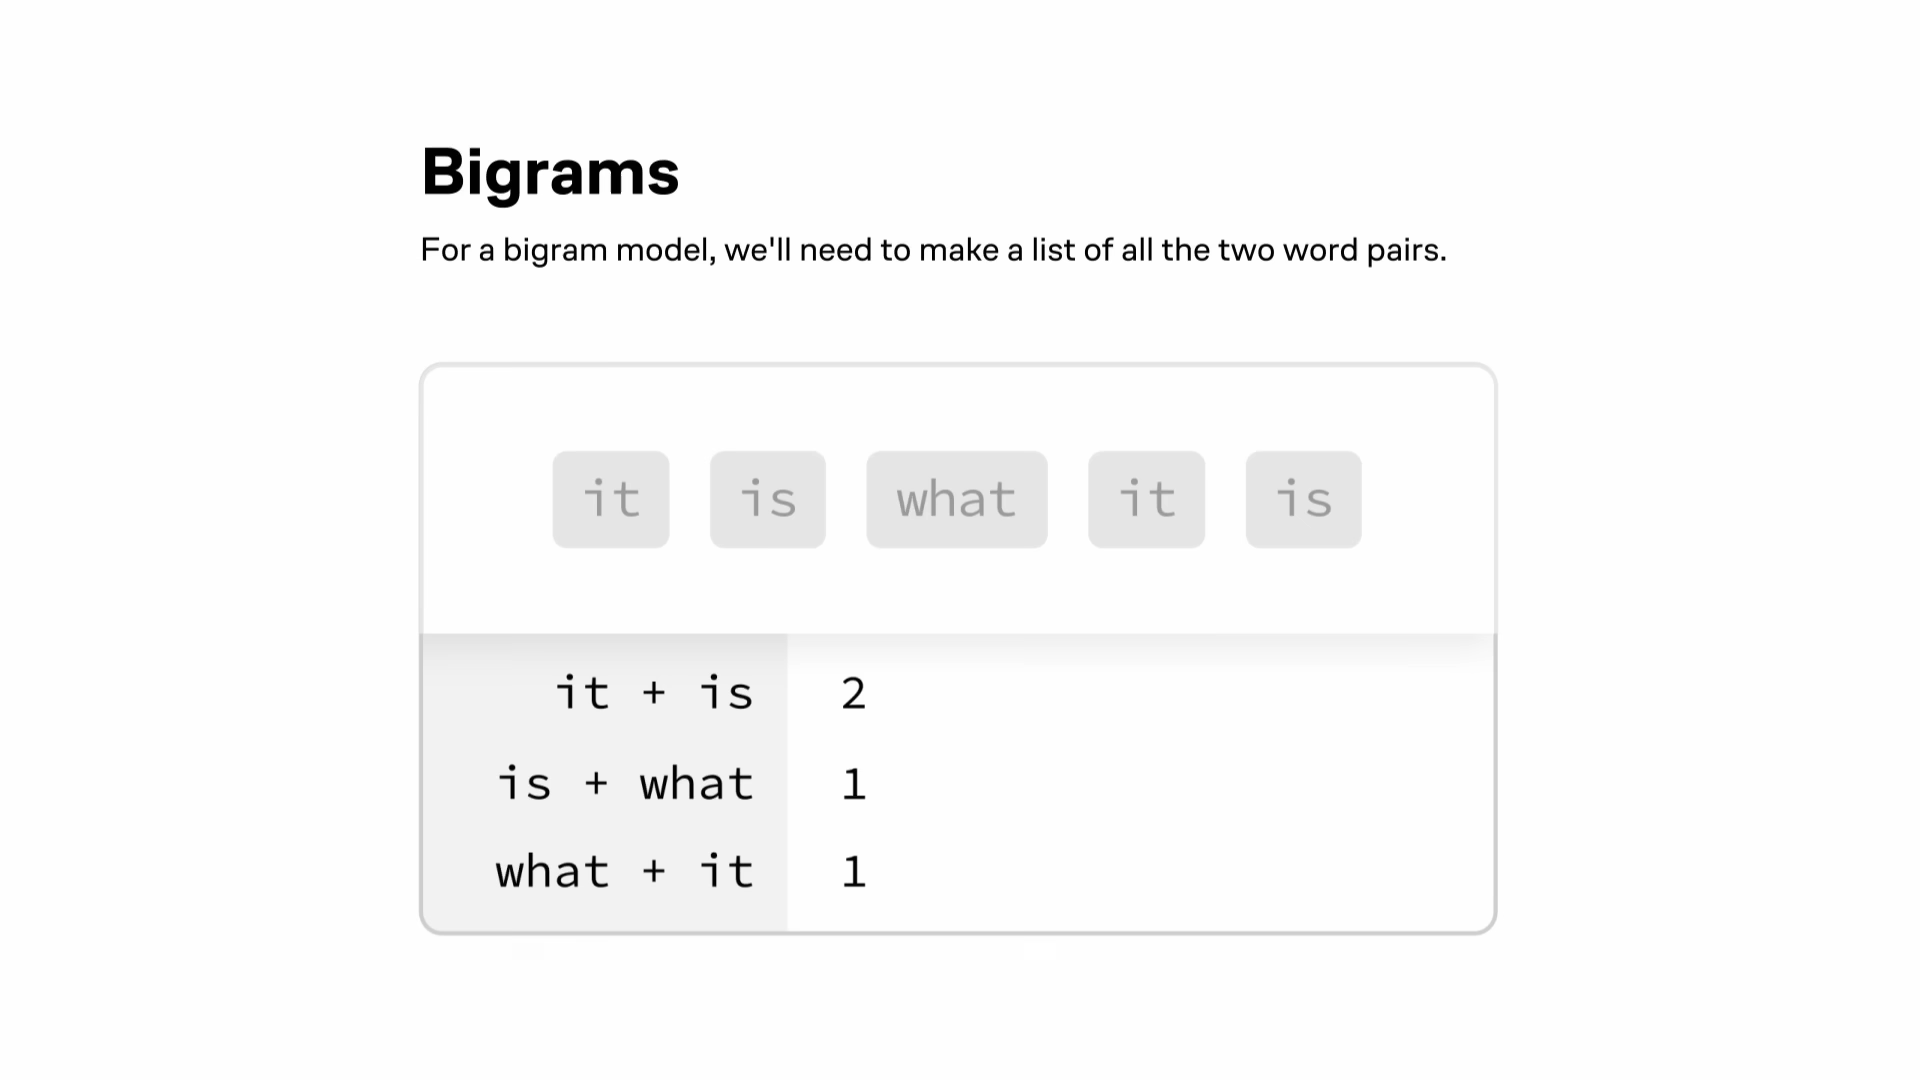 Bigrams
For a bigram model, we'll need to make a list of all the two word pairs.
it is what it is
it + is 2
is + what 1
what + it 1